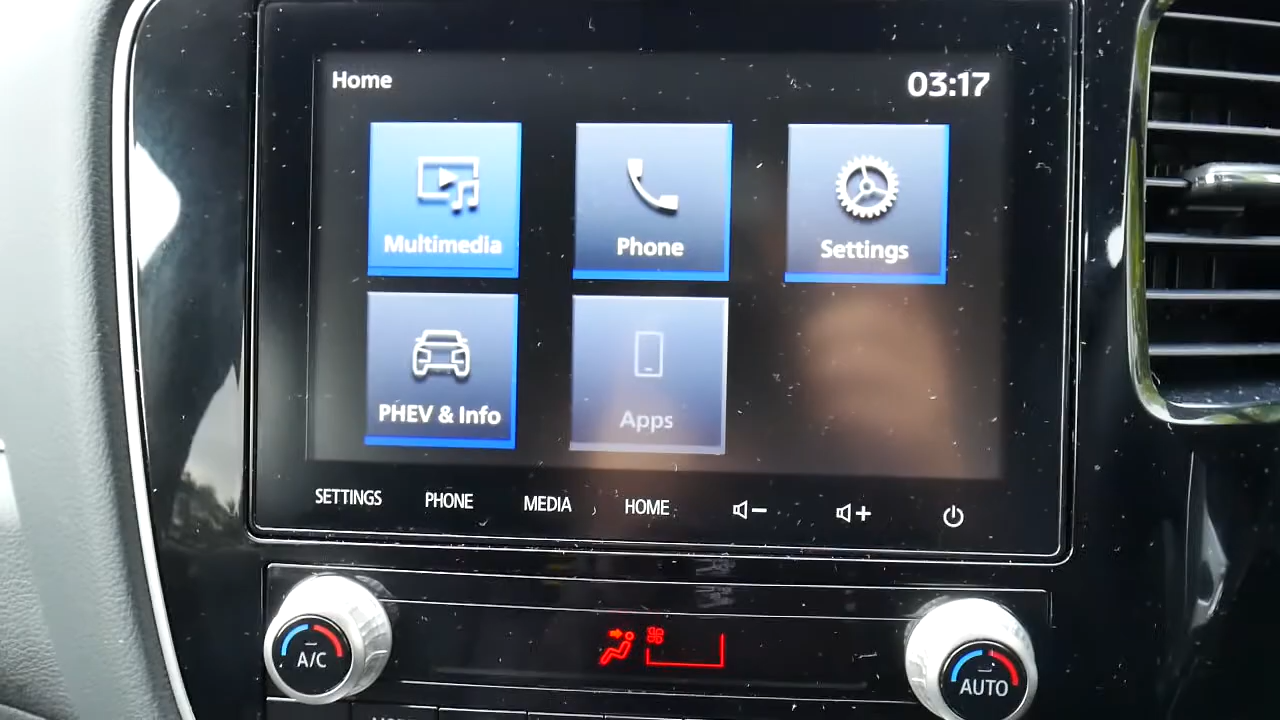 Home 03:17
Multimedia Phone Settings
PHEV & Info Apps
SETTINGS PHONE MEDIA HOME
A/C AUTO